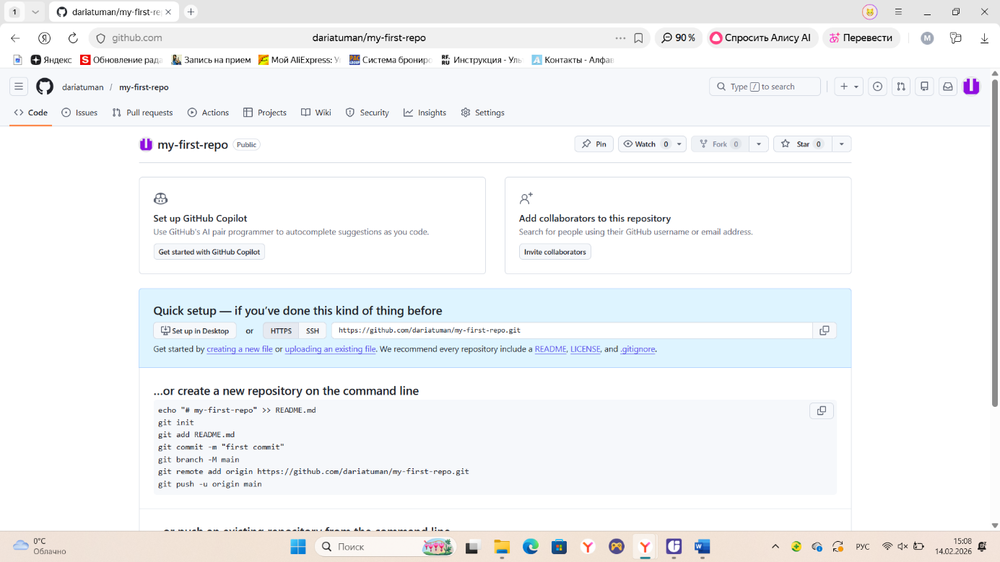 1
dariatuman/my-first-re
github.com
dariatuman/my-first-repo
90 %
Спросить Алису AI
Перевести
M
Яндекс
Обновление рада
Запись на прием
Мой AliExpress: 
Система брониро
Инструкция - Уль
Контакты - Алфав
dariatuman / my-first-repo
Type / to search
Code
Issues
Pull requests
Actions
Projects
Wiki
Security
Insights
Settings
my-first-repo
Public
Pin
Watch 0
Fork 0
Star 0
Set up GitHub Copilot
Use GitHub's AI pair programmer to autocomplete suggestions as you code.
Get started with GitHub Copilot
Add collaborators to this repository
Search for people using their GitHub username or email address.
Invite collaborators
Quick setup — if you’ve done this kind of thing before
Set up in Desktop
or
HTTPS
SSH
https://github.com/dariatuman/my-first-repo.git
Get started by creating a new file or uploading an existing file. We recommend every repository include a README, LICENSE, and .gitignore.
…or create a new repository on the command line
echo "# my-first-repo" >> README.md
git init
git add README.md
git commit -m "first commit"
git branch -M main
git remote add origin https://github.com/dariatuman/my-first-repo.git
git push -u origin main
…or push an existing repository from the command line
0°C
Облачно
Поиск
РУС
15:08
14.02.2026